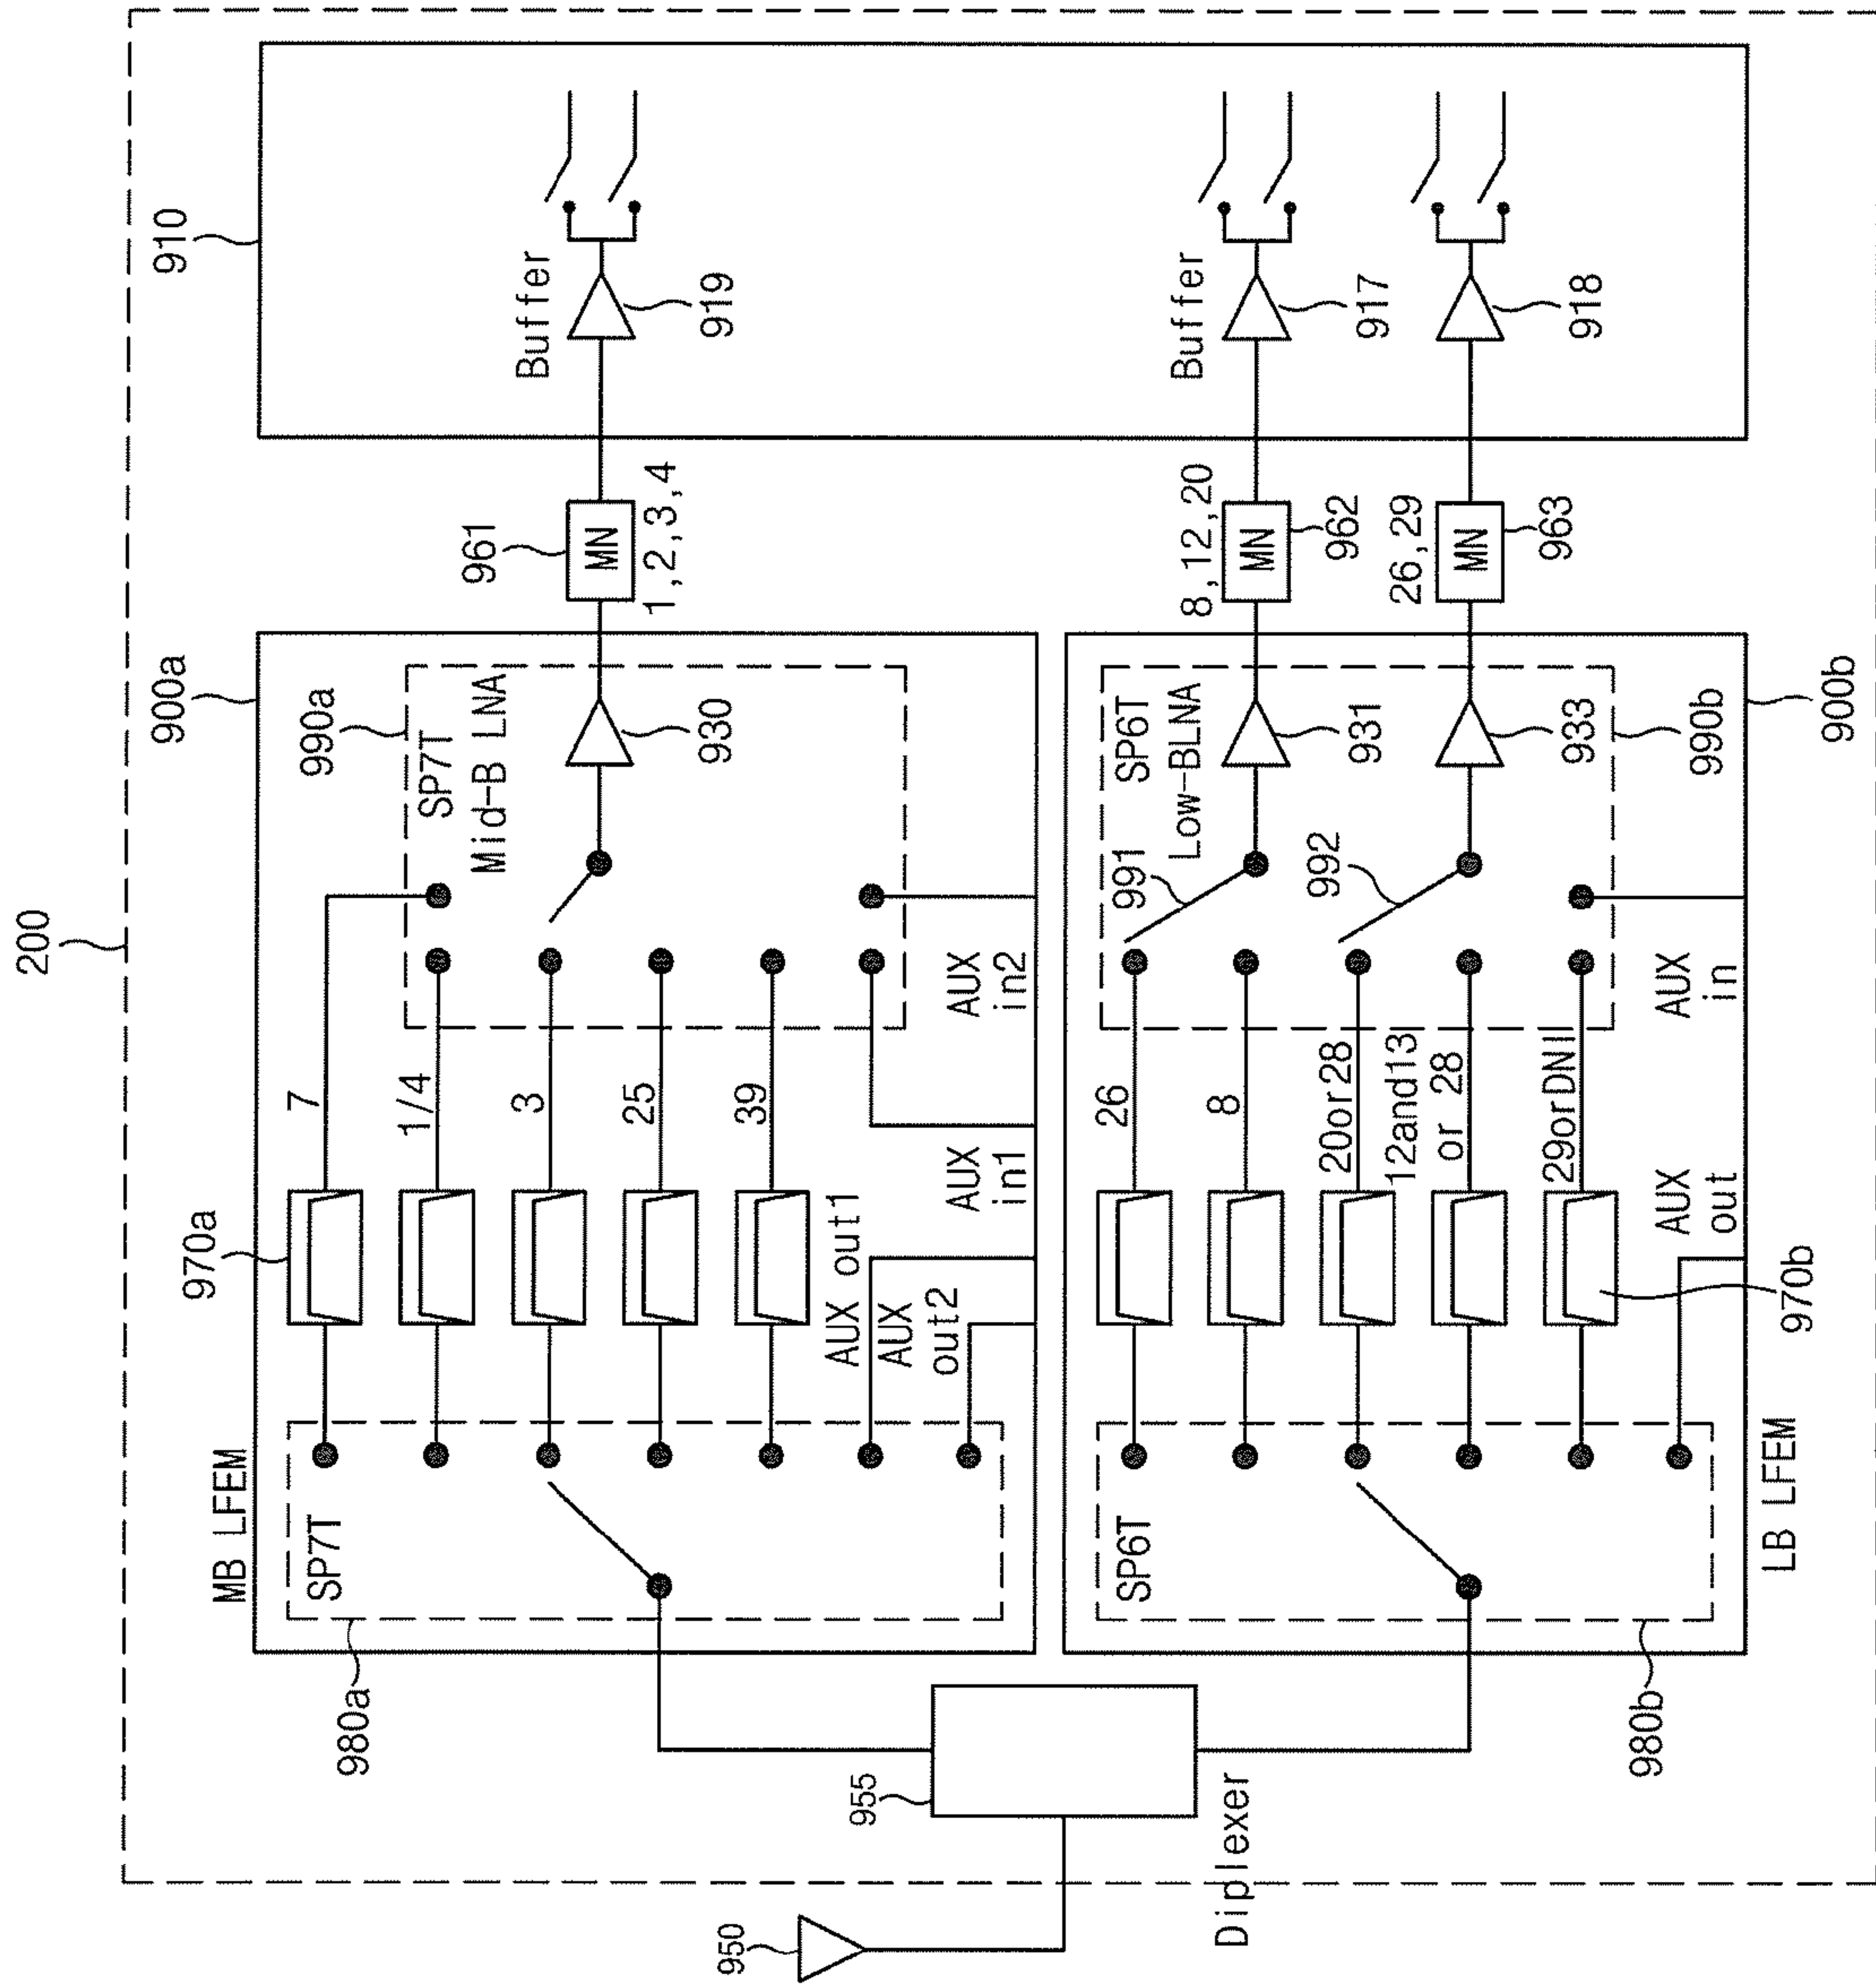 200
910
900a
990a
SP7T
Mid-B LNA
930
961
MN
1,2,3,4
Buffer
919
MB LFEM
SP7T
980a
970a
7
1/4
3
25
39
AUX out1
AUX
out2
AUX
in1
AUX
in2
950
955
Diplexer
LB LFEM
SP6T
980b
970b
26
8
20or28
12and13
or 28
29orDNI
AUX
out
AUX
in
900b
990b
SP6T
Low-BLNA
991
992
931
933
8,12,20
MN
962
26,29
MN
963
Buffer
917
918